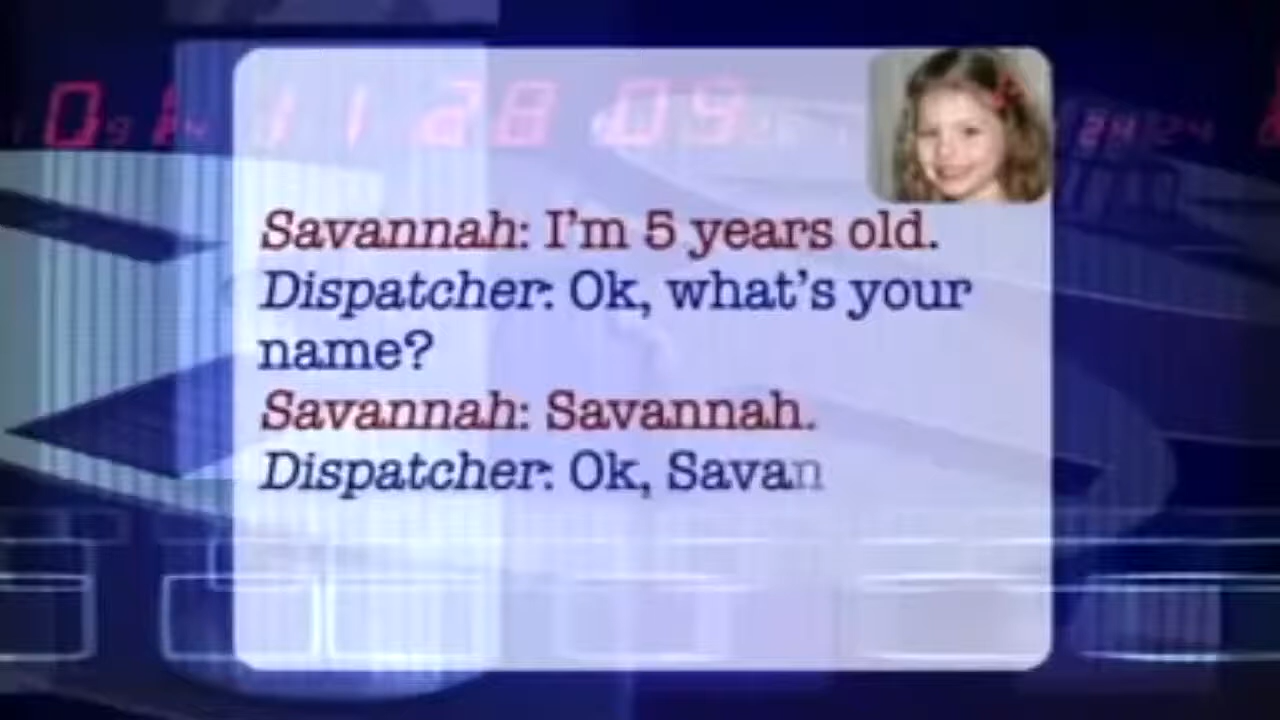 Savannah: I'm 5 years old.
Dispatcher: Ok, what's your
name?
Savannah: Savannah.
Dispatcher: Ok, Savan